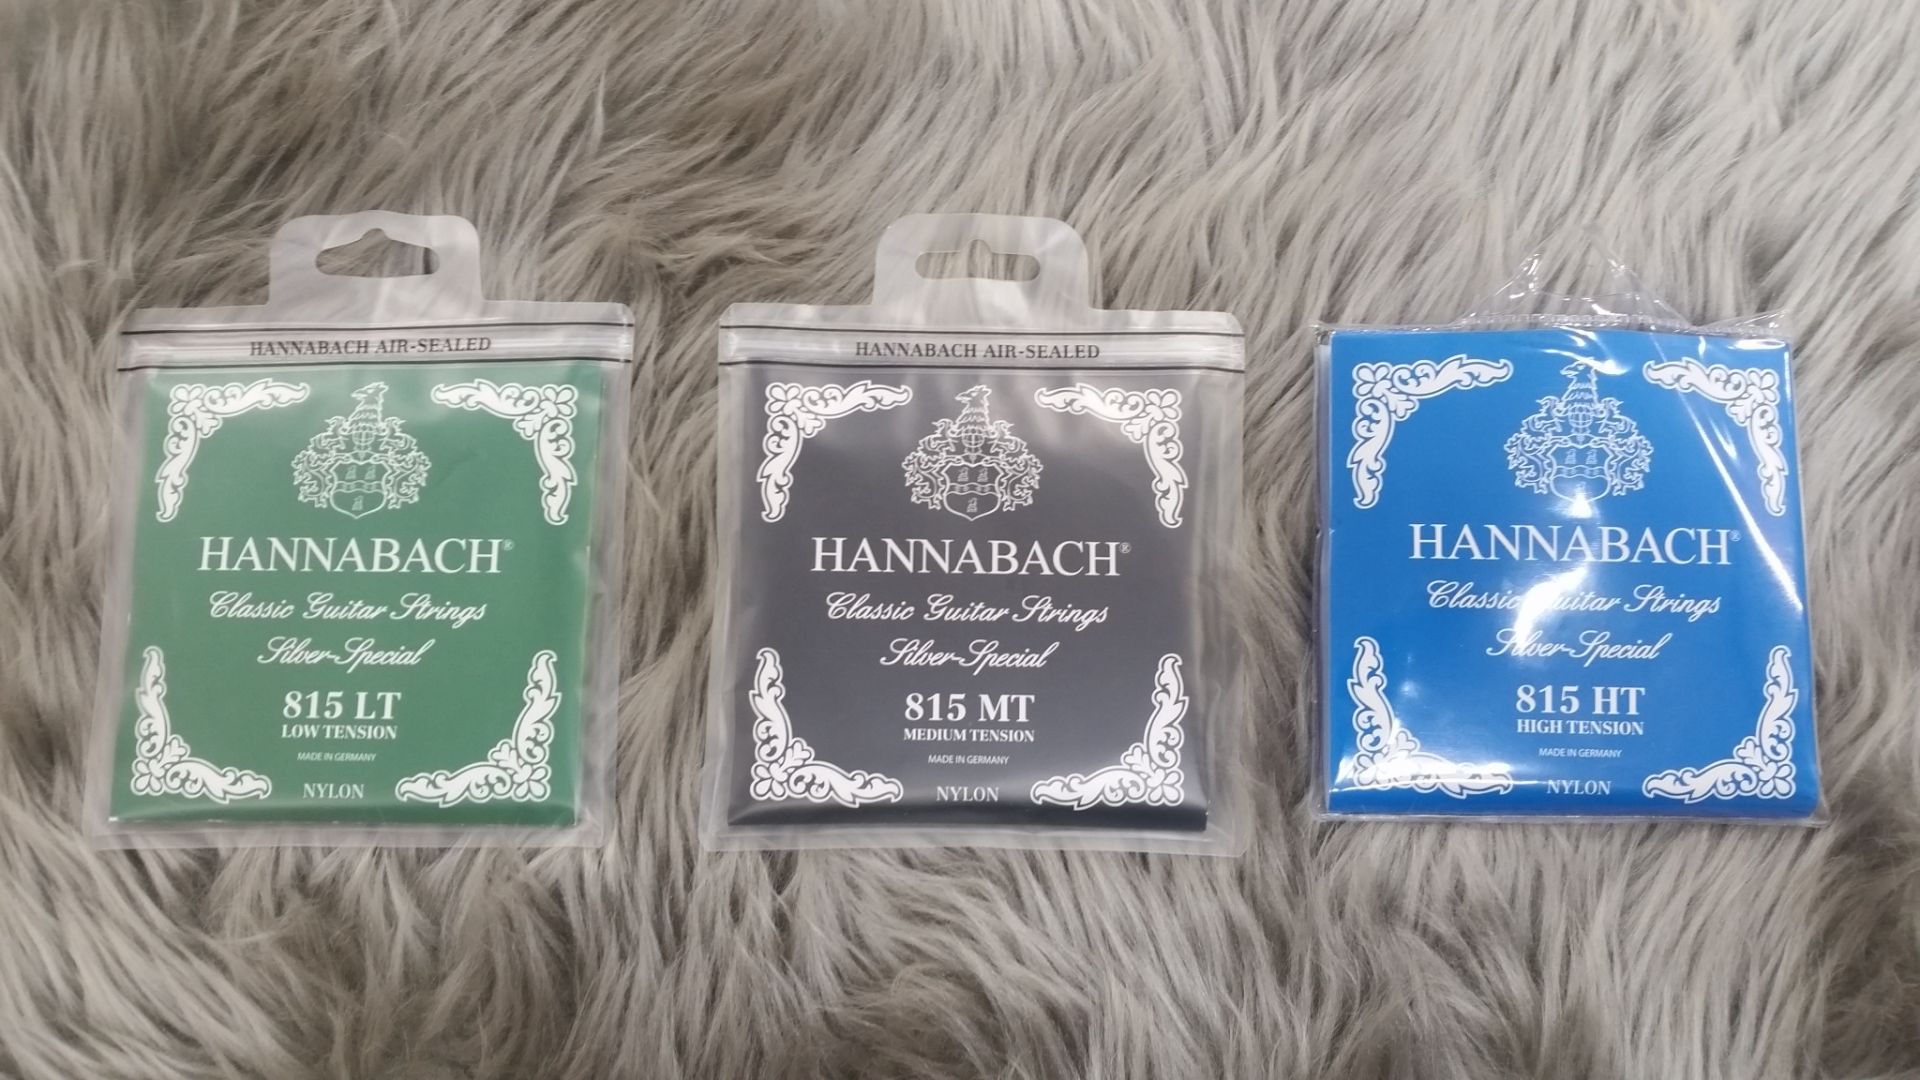 HANNABACH AIR-SEALED
HANNABACH®
Classic Guitar Strings
Silver-Special
815 LT
LOW TENSION
MADE IN GERMANY
NYLON
HANNABACH AIR-SEALED
HANNABACH®
Classic Guitar Strings
Silver-Special
815 MT
MEDIUM TENSION
MADE IN GERMANY
NYLON
HANNABACH®
Classic Guitar Strings
Silver-Special
815 HT
HIGH TENSION
MADE IN GERMANY
NYLON